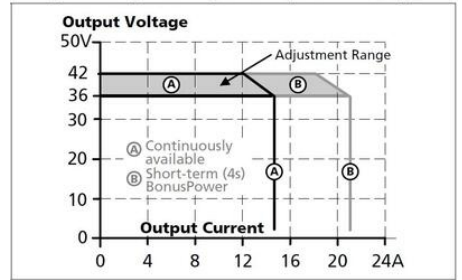 Output Voltage
50V
42
36
30
20
10
0
Adjustment Range
A
B
A Continuously
available
B Short-term (4s)
BonusPower
A
B
Output Current
0 4 8 12 16 20 24A